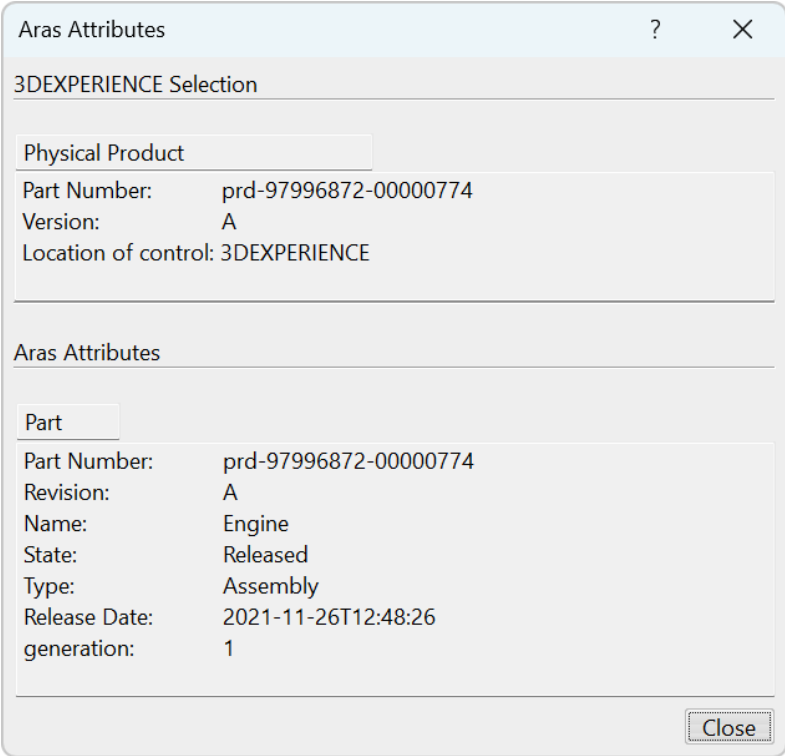 Aras Attributes ?
3DEXPERIENCE Selection
Physical Product
Part Number: prd-97996872-00000774
Version: A
Location of control: 3DEXPERIENCE
Aras Attributes
Part
Part Number: prd-97996872-00000774
Revision: A
Name: Engine
State: Released
Type: Assembly
Release Date: 2021-11-26T12:48:26
generation: 1
Close